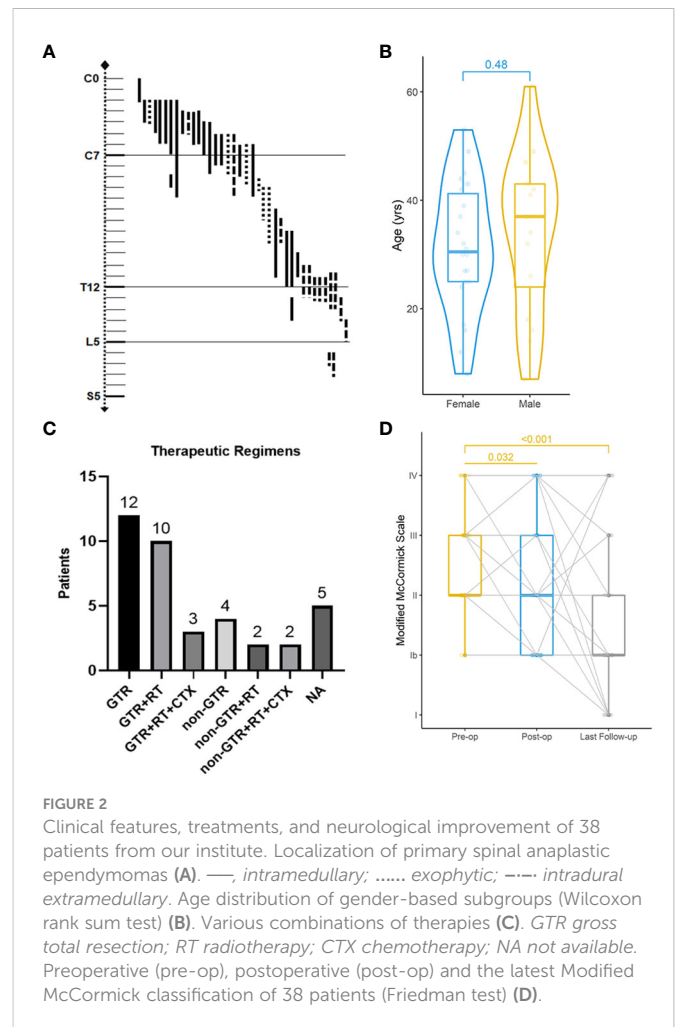 A
C0
C7
T12
L5
S5
B
0.48
60
40
20
Age (yrs)
Female
Male
C
Therapeutic Regimens
15
10
5
0
Patients
12
10
3
4
2
2
5
GTR
GTR+RT
GTR+RT+CTX
non-GTR
non-GTR+RT
non-GTR+RT+CTX
NA
D
<0.001
0.032
IV
III
II
Ib
I
Modified McCormick Scale
Pre-op
Post-op
Last Follow-up
FIGURE 2
Clinical features, treatments, and neurological improvement of 38
patients from our institute. Localization of primary spinal anaplastic
ependymomas (A). —–, intramedullary; …… exophytic; –·–· intradural
extramedullary. Age distribution of gender-based subgroups (Wilcoxon
rank sum test) (B). Various combinations of therapies (C). GTR gross
total resection; RT radiotherapy; CTX chemotherapy; NA not available.
Preoperative (pre-op), postoperative (post-op) and the latest Modified
McCormick classification of 38 patients (Friedman test) (D).